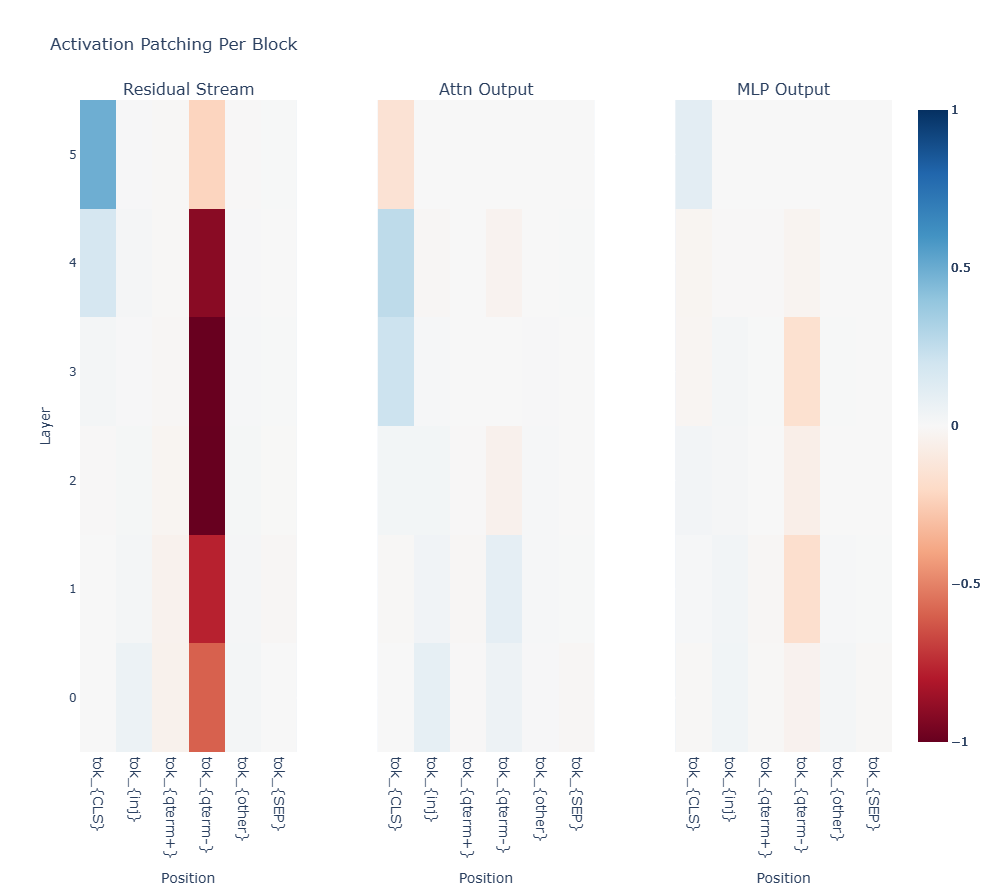 Activation Patching Per Block
Residual Stream
Attn Output
MLP Output
Layer
5
4
3
2
1
0
tok_{CLS}
tok_{inj}
tok_{qterm+}
tok_{qterm-}
tok_{other}
tok_{SEP}
Position
tok_{CLS}
tok_{inj}
tok_{qterm+}
tok_{qterm-}
tok_{other}
tok_{SEP}
Position
tok_{CLS}
tok_{inj}
tok_{qterm+}
tok_{qterm-}
tok_{other}
tok_{SEP}
Position
1
0.5
0
−0.5
−1